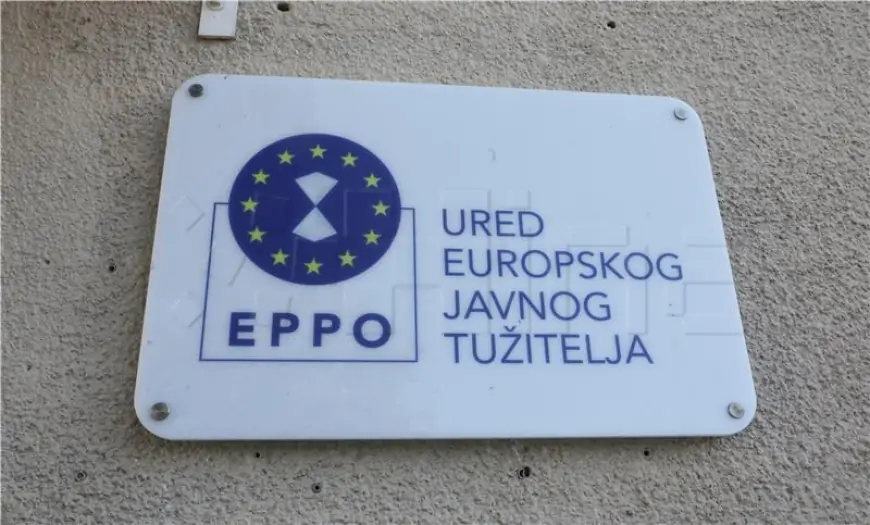 EPPO
URED
EUROPSKOG
JAVNOG
TUŽITELJA